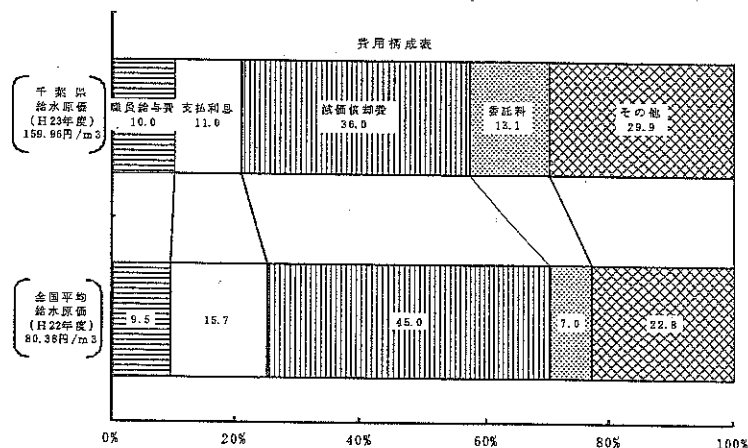 費用構成表
千葉県
給水原価
(H23年度)
159.96円/m3
職員給与費
10.0
支払利息
11.0
減価償却費
36.0
委託料
13.1
その他
29.9
全国平均
給水原価
(H22年度)
80.36円/m3
9.5
15.7
45.0
7.0
22.8
0%
20%
40%
60%
80%
100%